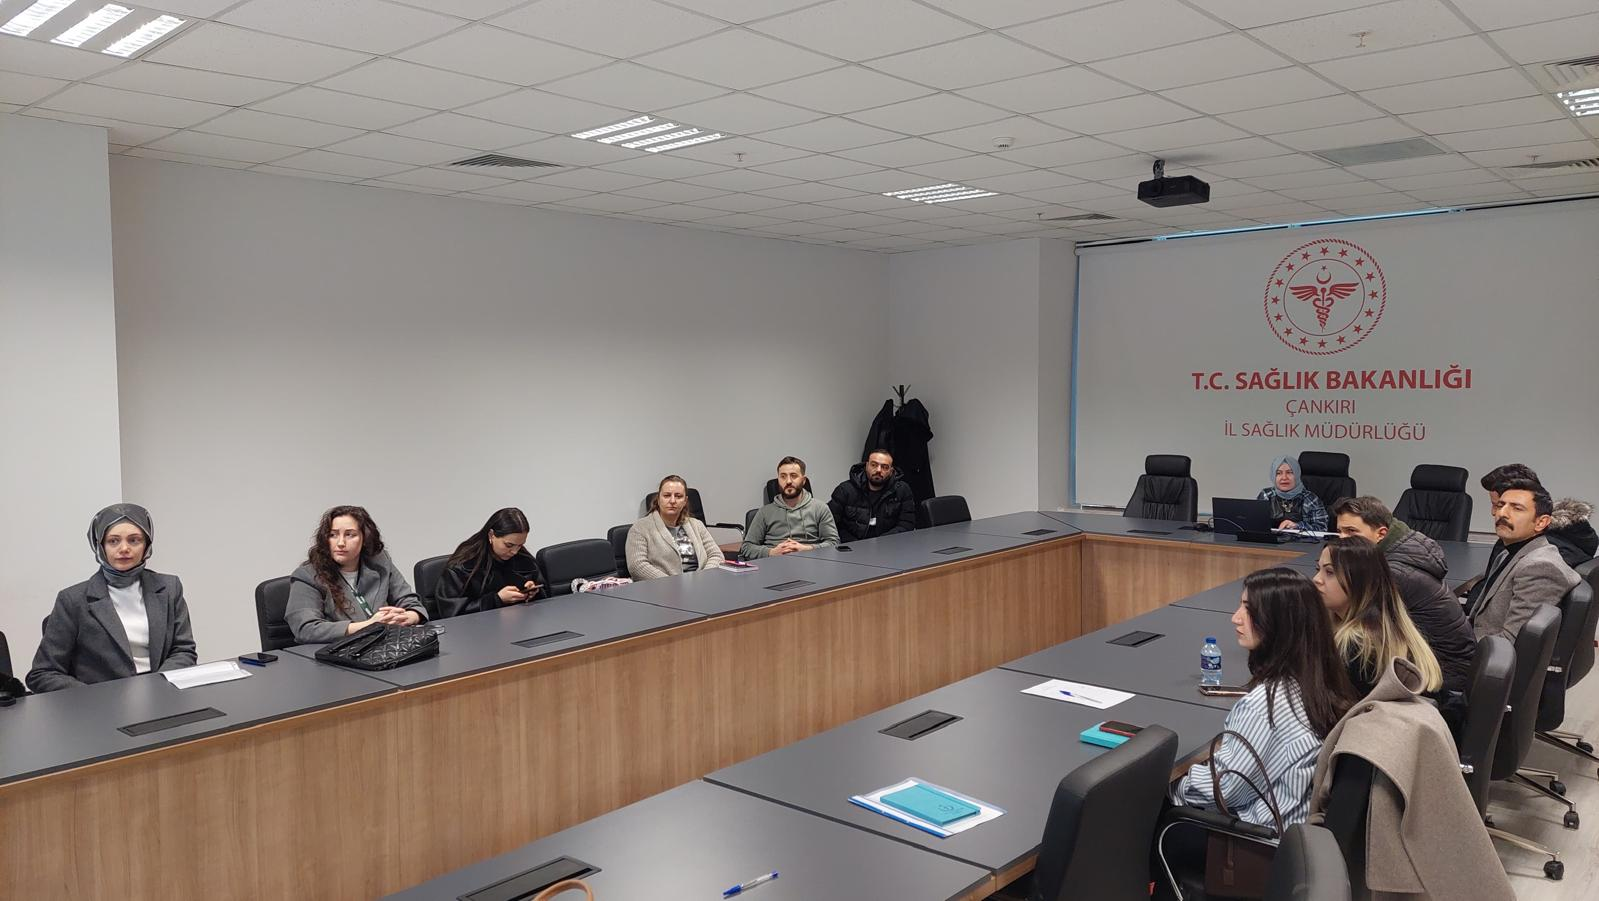 T.C. SAĞLIK BAKANLIĞI
ÇANKIRI
İL SAĞLIK MÜDÜRLÜĞÜ